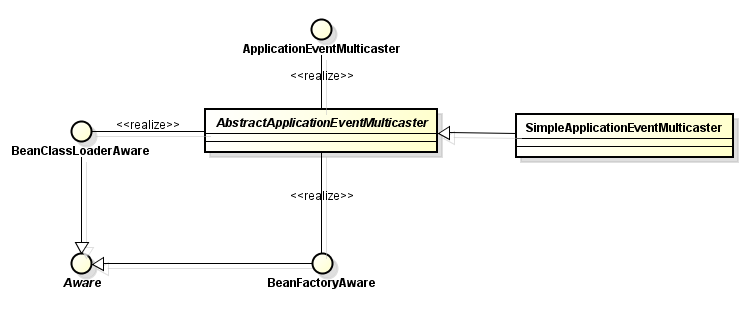 ApplicationEventMulticaster
<<realize>>
<<realize>>
AbstractApplicationEventMulticaster
SimpleApplicationEventMulticaster
BeanClassLoaderAware
<<realize>>
Aware
BeanFactoryAware